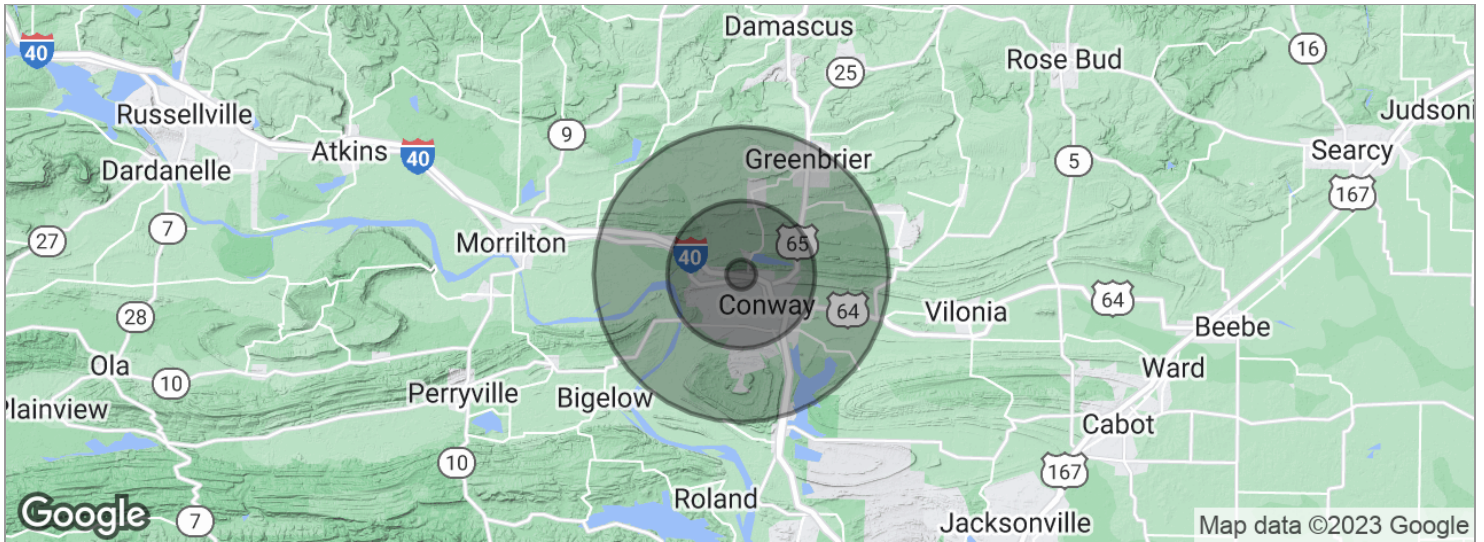 Damascus
16
40
Rose Bud
25
Judsoni
Russellville
9
Atkins
40
Greenbrier
5
Searcy
Dardanelle
167
7
27
Morrilton
65
40
64
Conway
64
Vilonia
28
Beebe
Ola
10
Ward
Perryville
Bigelow
Plainview
Cabot
10
167
Roland
Google
7
Jacksonville
Map data ©2023 Google